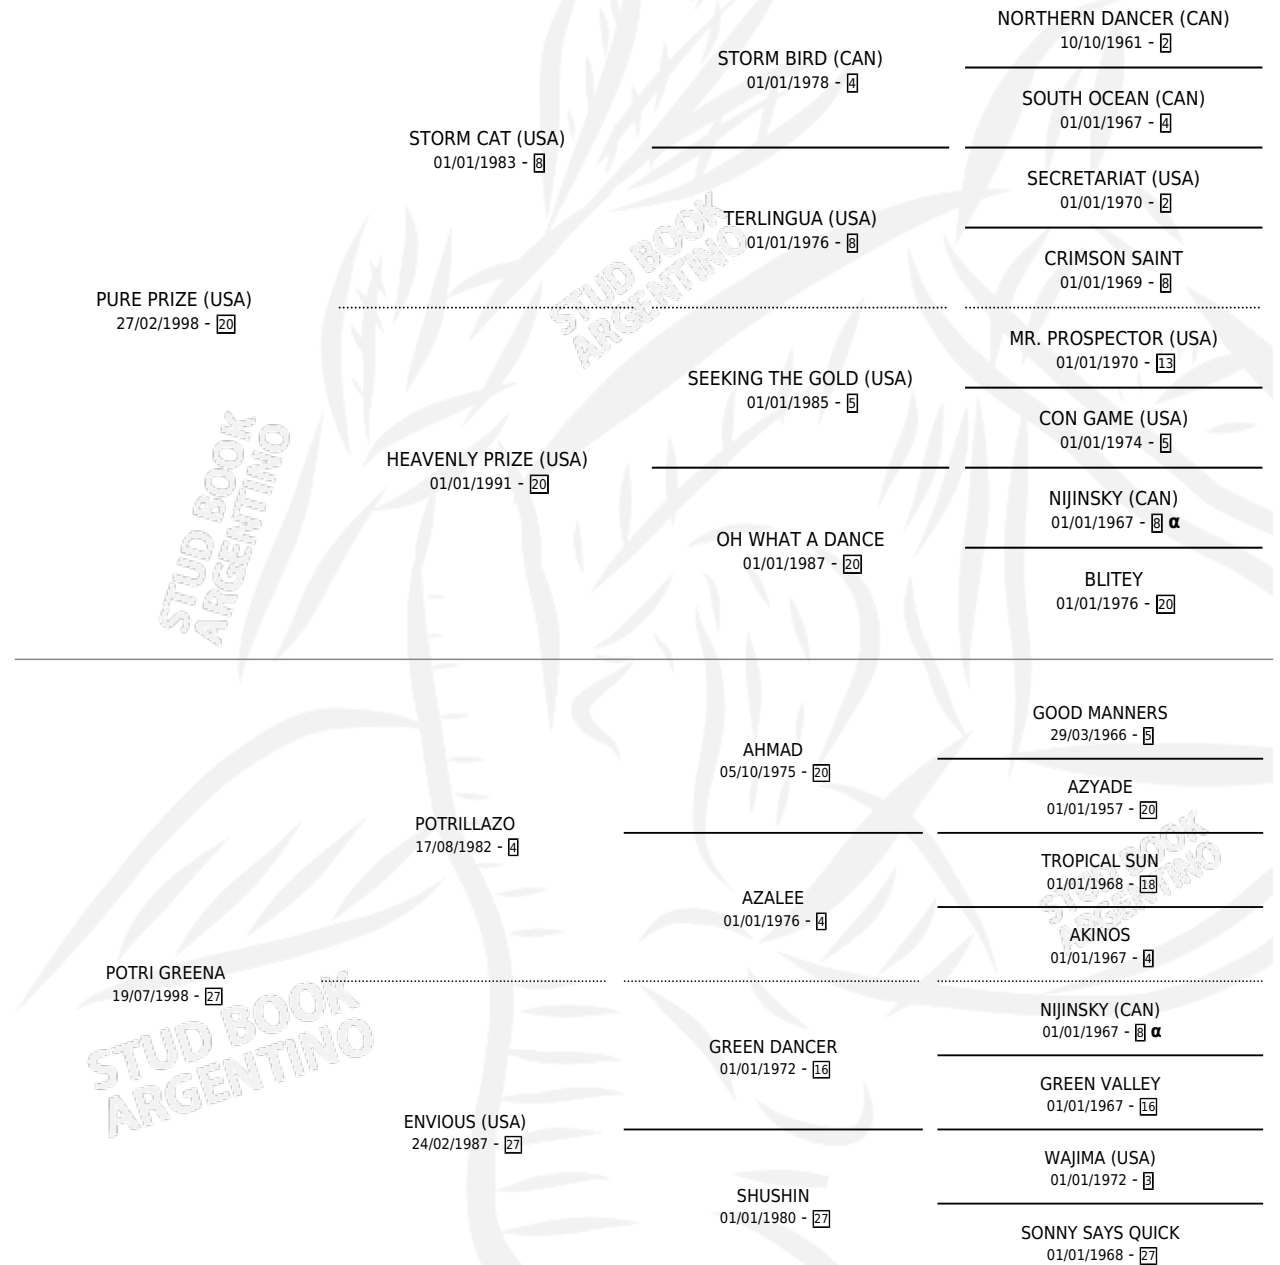 NORTHERN DANCER (CAN)
10/10/1961 - 2
STORM BIRD (CAN)
01/01/1978 - 4
SOUTH OCEAN (CAN)
01/01/1967 - 4
STORM CAT (USA)
01/01/1983 - 8
SECRETARIAT (USA)
01/01/1970 - 2
TERLINGUA (USA)
01/01/1976 - 8
CRIMSON SAINT
01/01/1969 - 8
STUD BOOK
ARGENTINO
PURE PRIZE (USA)
27/02/1998 - 20
MR. PROSPECTOR (USA)
01/01/1970 - 13
SEEKING THE GOLD (USA)
01/01/1985 - 5
CON GAME (USA)
01/01/1974 - 5
HEAVENLY PRIZE (USA)
01/01/1991 - 20
NIJINSKY (CAN)
01/01/1967 - 8 α
OH WHAT A DANCE
01/01/1987 - 20
BLITEY
01/01/1976 - 20
STUD BOOK
ARGENTINO
GOOD MANNERS
29/03/1966 - 5
AHMAD
05/10/1975 - 20
AZYADE
01/01/1957 - 20
POTRILLAZO
17/08/1982 - 4
TROPICAL SUN
01/01/1968 - 18
AZALEE
01/01/1976 - 4
AKINOS
01/01/1967 - 4
STUD BOOK
ARGENTINO
POTRI GREENA
19/07/1998 - 27
NIJINSKY (CAN)
01/01/1967 - 8 α
GREEN DANCER
01/01/1972 - 16
GREEN VALLEY
01/01/1967 - 16
STUD BOOK
ARGENTINO
ENVIOUS (USA)
24/02/1987 - 27
WAJIMA (USA)
01/01/1972 - 3
SHUSHIN
01/01/1980 - 27
SONNY SAYS QUICK
01/01/1968 - 27